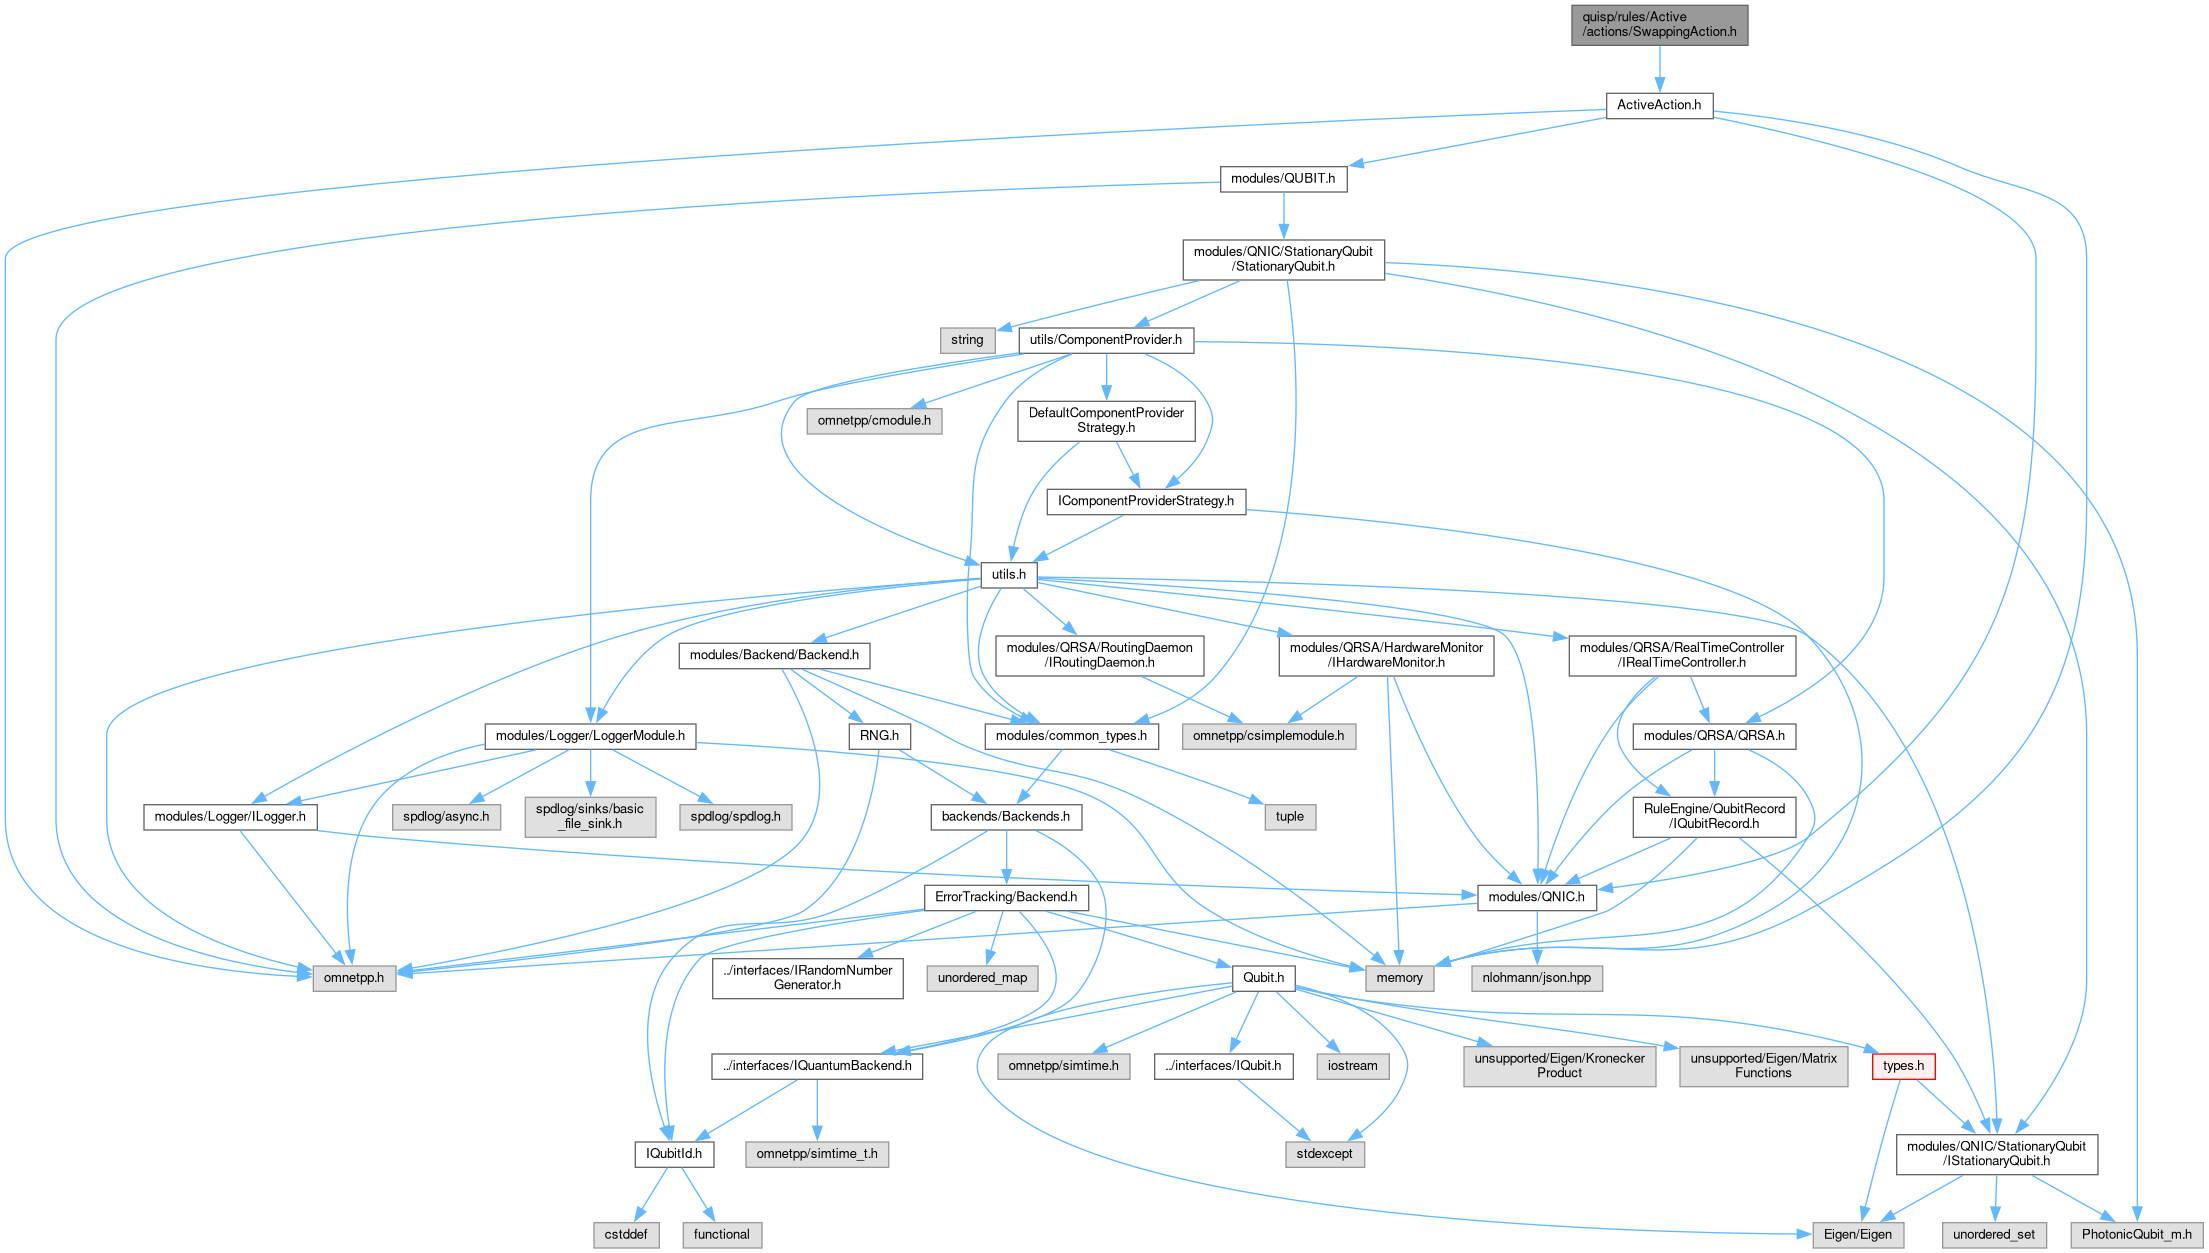 quisp/rules/Active
/actions/SwappingAction.h
ActiveAction.h
modules/QUBIT.h
modules/QNIC/StationaryQubit
/StationaryQubit.h
string
utils/ComponentProvider.h
omnetpp/cmodule.h
DefaultComponentProvider
Strategy.h
IComponentProviderStrategy.h
utils.h
modules/Backend/Backend.h
modules/QRSA/RoutingDaemon
/IRoutingDaemon.h
modules/QRSA/HardwareMonitor
/IHardwareMonitor.h
modules/QRSA/RealTimeController
/IRealTimeController.h
modules/Logger/LoggerModule.h
RNG.h
modules/common_types.h
omnetpp/csimplemodule.h
modules/QRSA/QRSA.h
modules/Logger/ILogger.h
spdlog/async.h
spdlog/sinks/basic
_file_sink.h
spdlog/spdlog.h
backends/Backends.h
tuple
RuleEngine/QubitRecord
/IQubitRecord.h
ErrorTracking/Backend.h
modules/QNIC.h
omnetpp.h
../interfaces/IRandomNumber
Generator.h
unordered_map
Qubit.h
memory
nlohmann/json.hpp
../interfaces/IQuantumBackend.h
omnetpp/simtime.h
../interfaces/IQubit.h
iostream
unsupported/Eigen/Kronecker
Product
unsupported/Eigen/Matrix
Functions
types.h
IQubitId.h
omnetpp/simtime_t.h
stdexcept
modules/QNIC/StationaryQubit
/IStationaryQubit.h
cstddef
functional
Eigen/Eigen
unordered_set
PhotonicQubit_m.h